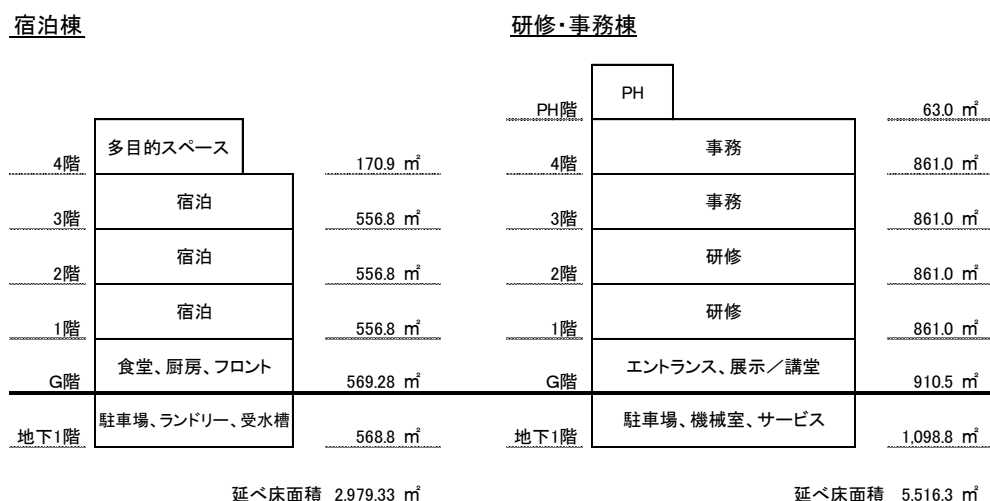 宿泊棟
4階 多目的スペース 170.9 ㎡
3階 宿泊 556.8 ㎡
2階 宿泊 556.8 ㎡
1階 宿泊 556.8 ㎡
G階 食堂、厨房、フロント 569.28 ㎡
地下1階 駐車場、ランドリー、受水槽 568.8 ㎡
延べ床面積 2,979.33 ㎡
研修・事務棟
PH階 PH 63.0 ㎡
4階 事務 861.0 ㎡
3階 事務 861.0 ㎡
2階 研修 861.0 ㎡
1階 研修 861.0 ㎡
G階 エントランス、展示／講堂 910.5 ㎡
地下1階 駐車場、機械室、サービス 1,098.8 ㎡
延べ床面積 5,516.3 ㎡